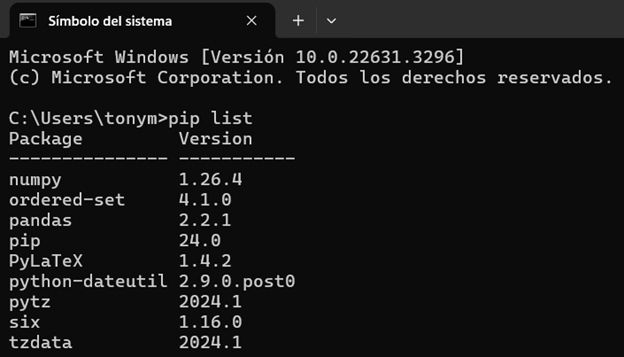 Símbolo del sistema
Microsoft Windows [Versión 10.0.22631.3296]
(c) Microsoft Corporation. Todos los derechos reservados.
C:\Users\tonym>pip list
Package         Version
--------------- -----------
numpy           1.26.4
ordered-set     4.1.0
pandas          2.2.1
pip             24.0
PyLaTeX         1.4.2
python-dateutil 2.9.0.post0
pytz            2024.1
six             1.16.0
tzdata          2024.1